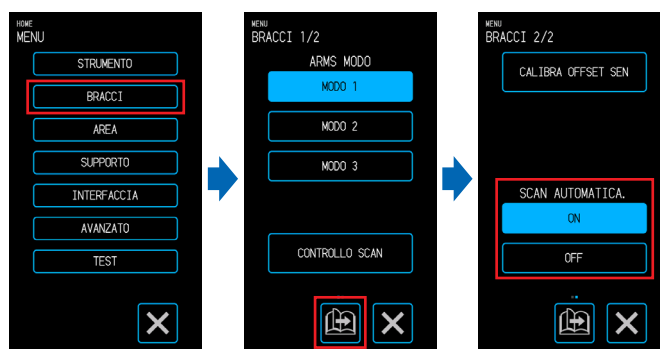 HOME
MENU
STRUMENTO
BRACCI
AREA
SUPPORTO
INTERFACCIA
AVANZATO
TEST
MENU
BRACCI 1/2
ARMS MODO
MODO 1
MODO 2
MODO 3
CONTROLLO SCAN
MENU
BRACCI 2/2
CALIBRA OFFSET SEN
SCAN AUTOMATICA.
ON
OFF